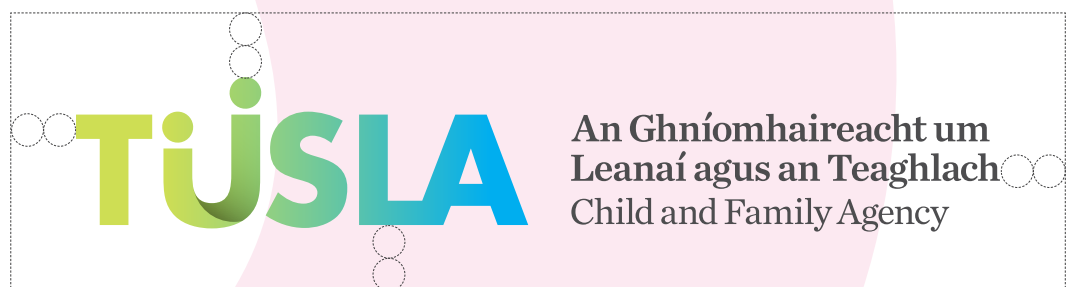 TUSLA
An Ghníomhaireacht um
Leanaí agus an Teaghlach
Child and Family Agency